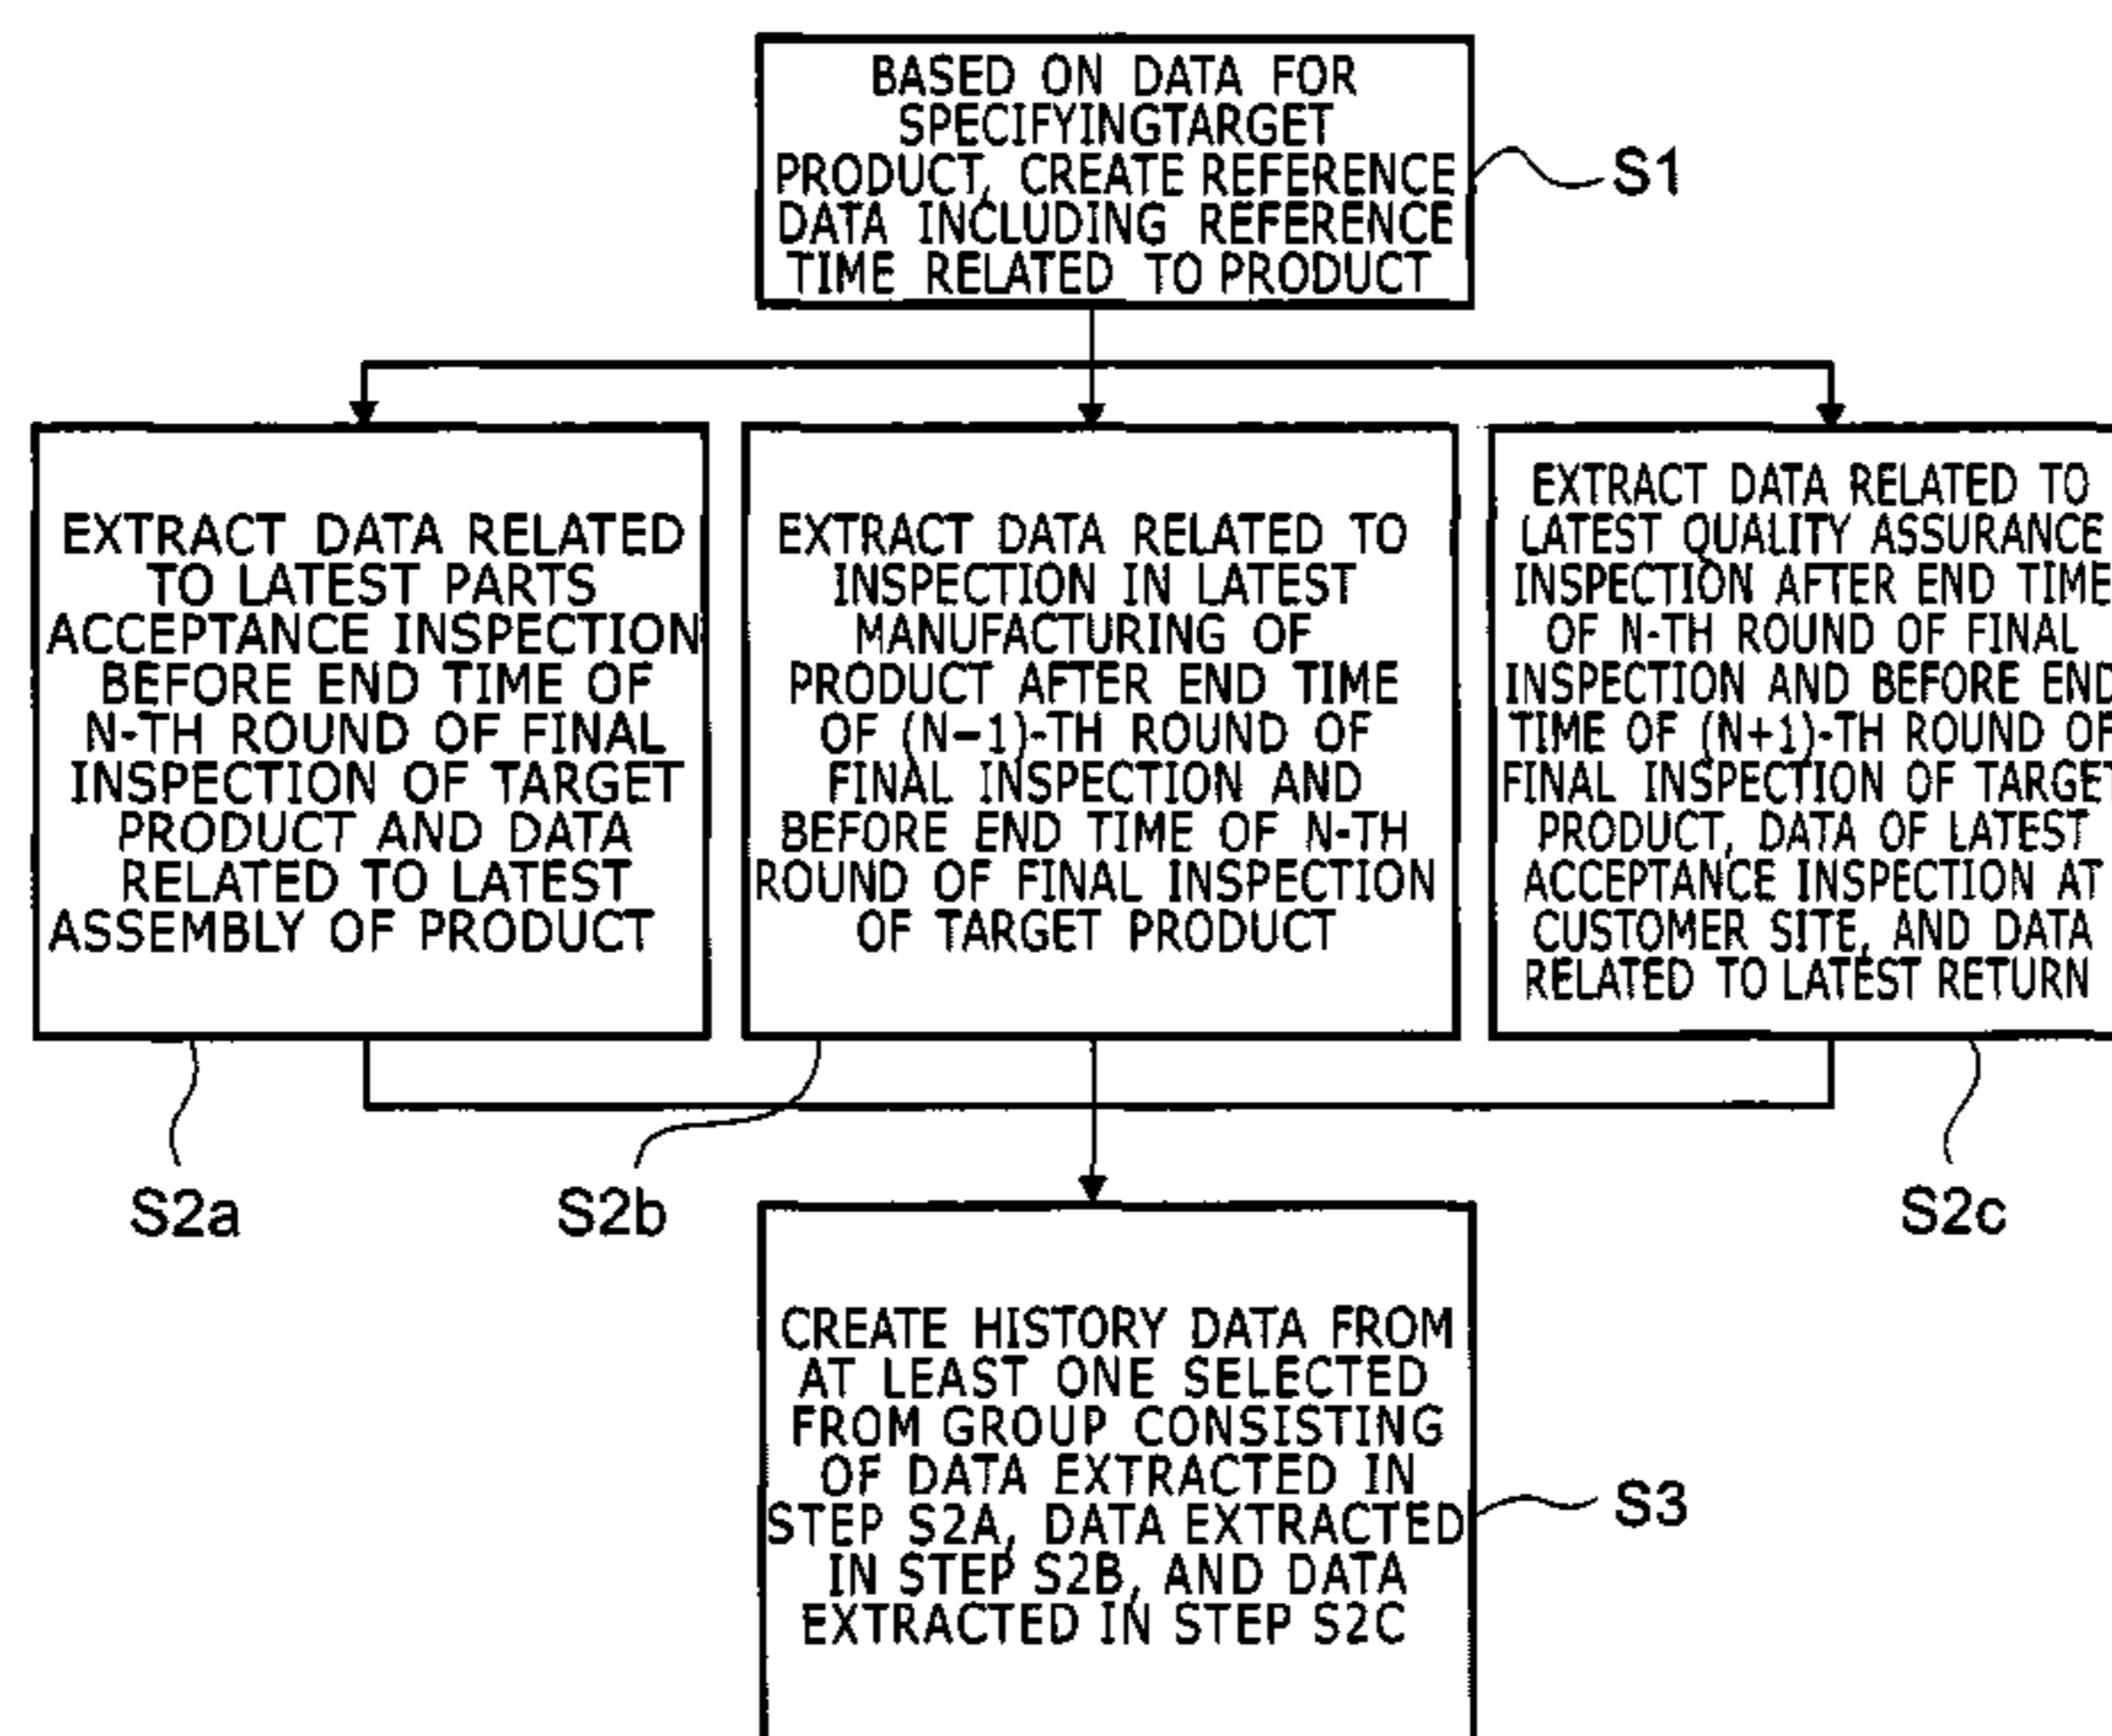 BASED ON DATA FOR
SPECIFYINGTARGET
PRODUCT, CREATE REFERENCE
DATA INCLUDING REFERENCE
TIME RELATED TO PRODUCT
S1
EXTRACT DATA RELATED
TO LATEST PARTS
ACCEPTANCE INSPECTION
BEFORE END TIME OF
N-TH ROUND OF FINAL
INSPECTION OF TARGET
PRODUCT AND DATA
RELATED TO LATEST
ASSEMBLY OF PRODUCT
EXTRACT DATA RELATED TO
INSPECTION IN LATEST
MANUFACTURING OF
PRODUCT AFTER END TIME
OF (N−1)-TH ROUND OF
FINAL INSPECTION AND
BEFORE END TIME OF N-TH
ROUND OF FINAL INSPECTION
OF TARGET PRODUCT
EXTRACT DATA RELATED TO
LATEST QUALITY ASSURANCE
INSPECTION AFTER END TIME
OF N-TH ROUND OF FINAL
INSPECTION AND BEFORE END
TIME OF (N+1)-TH ROUND OF
FINAL INSPECTION OF TARGET
PRODUCT, DATA OF LATEST
ACCEPTANCE INSPECTION AT
CUSTOMER SITE, AND DATA
RELATED TO LATEST RETURN
S2a
S2b
S2c
CREATE HISTORY DATA FROM
AT LEAST ONE SELECTED
FROM GROUP CONSISTING
OF DATA EXTRACTED IN
STEP S2A, DATA EXTRACTED
IN STEP S2B, AND DATA
EXTRACTED IN STEP S2C
S3